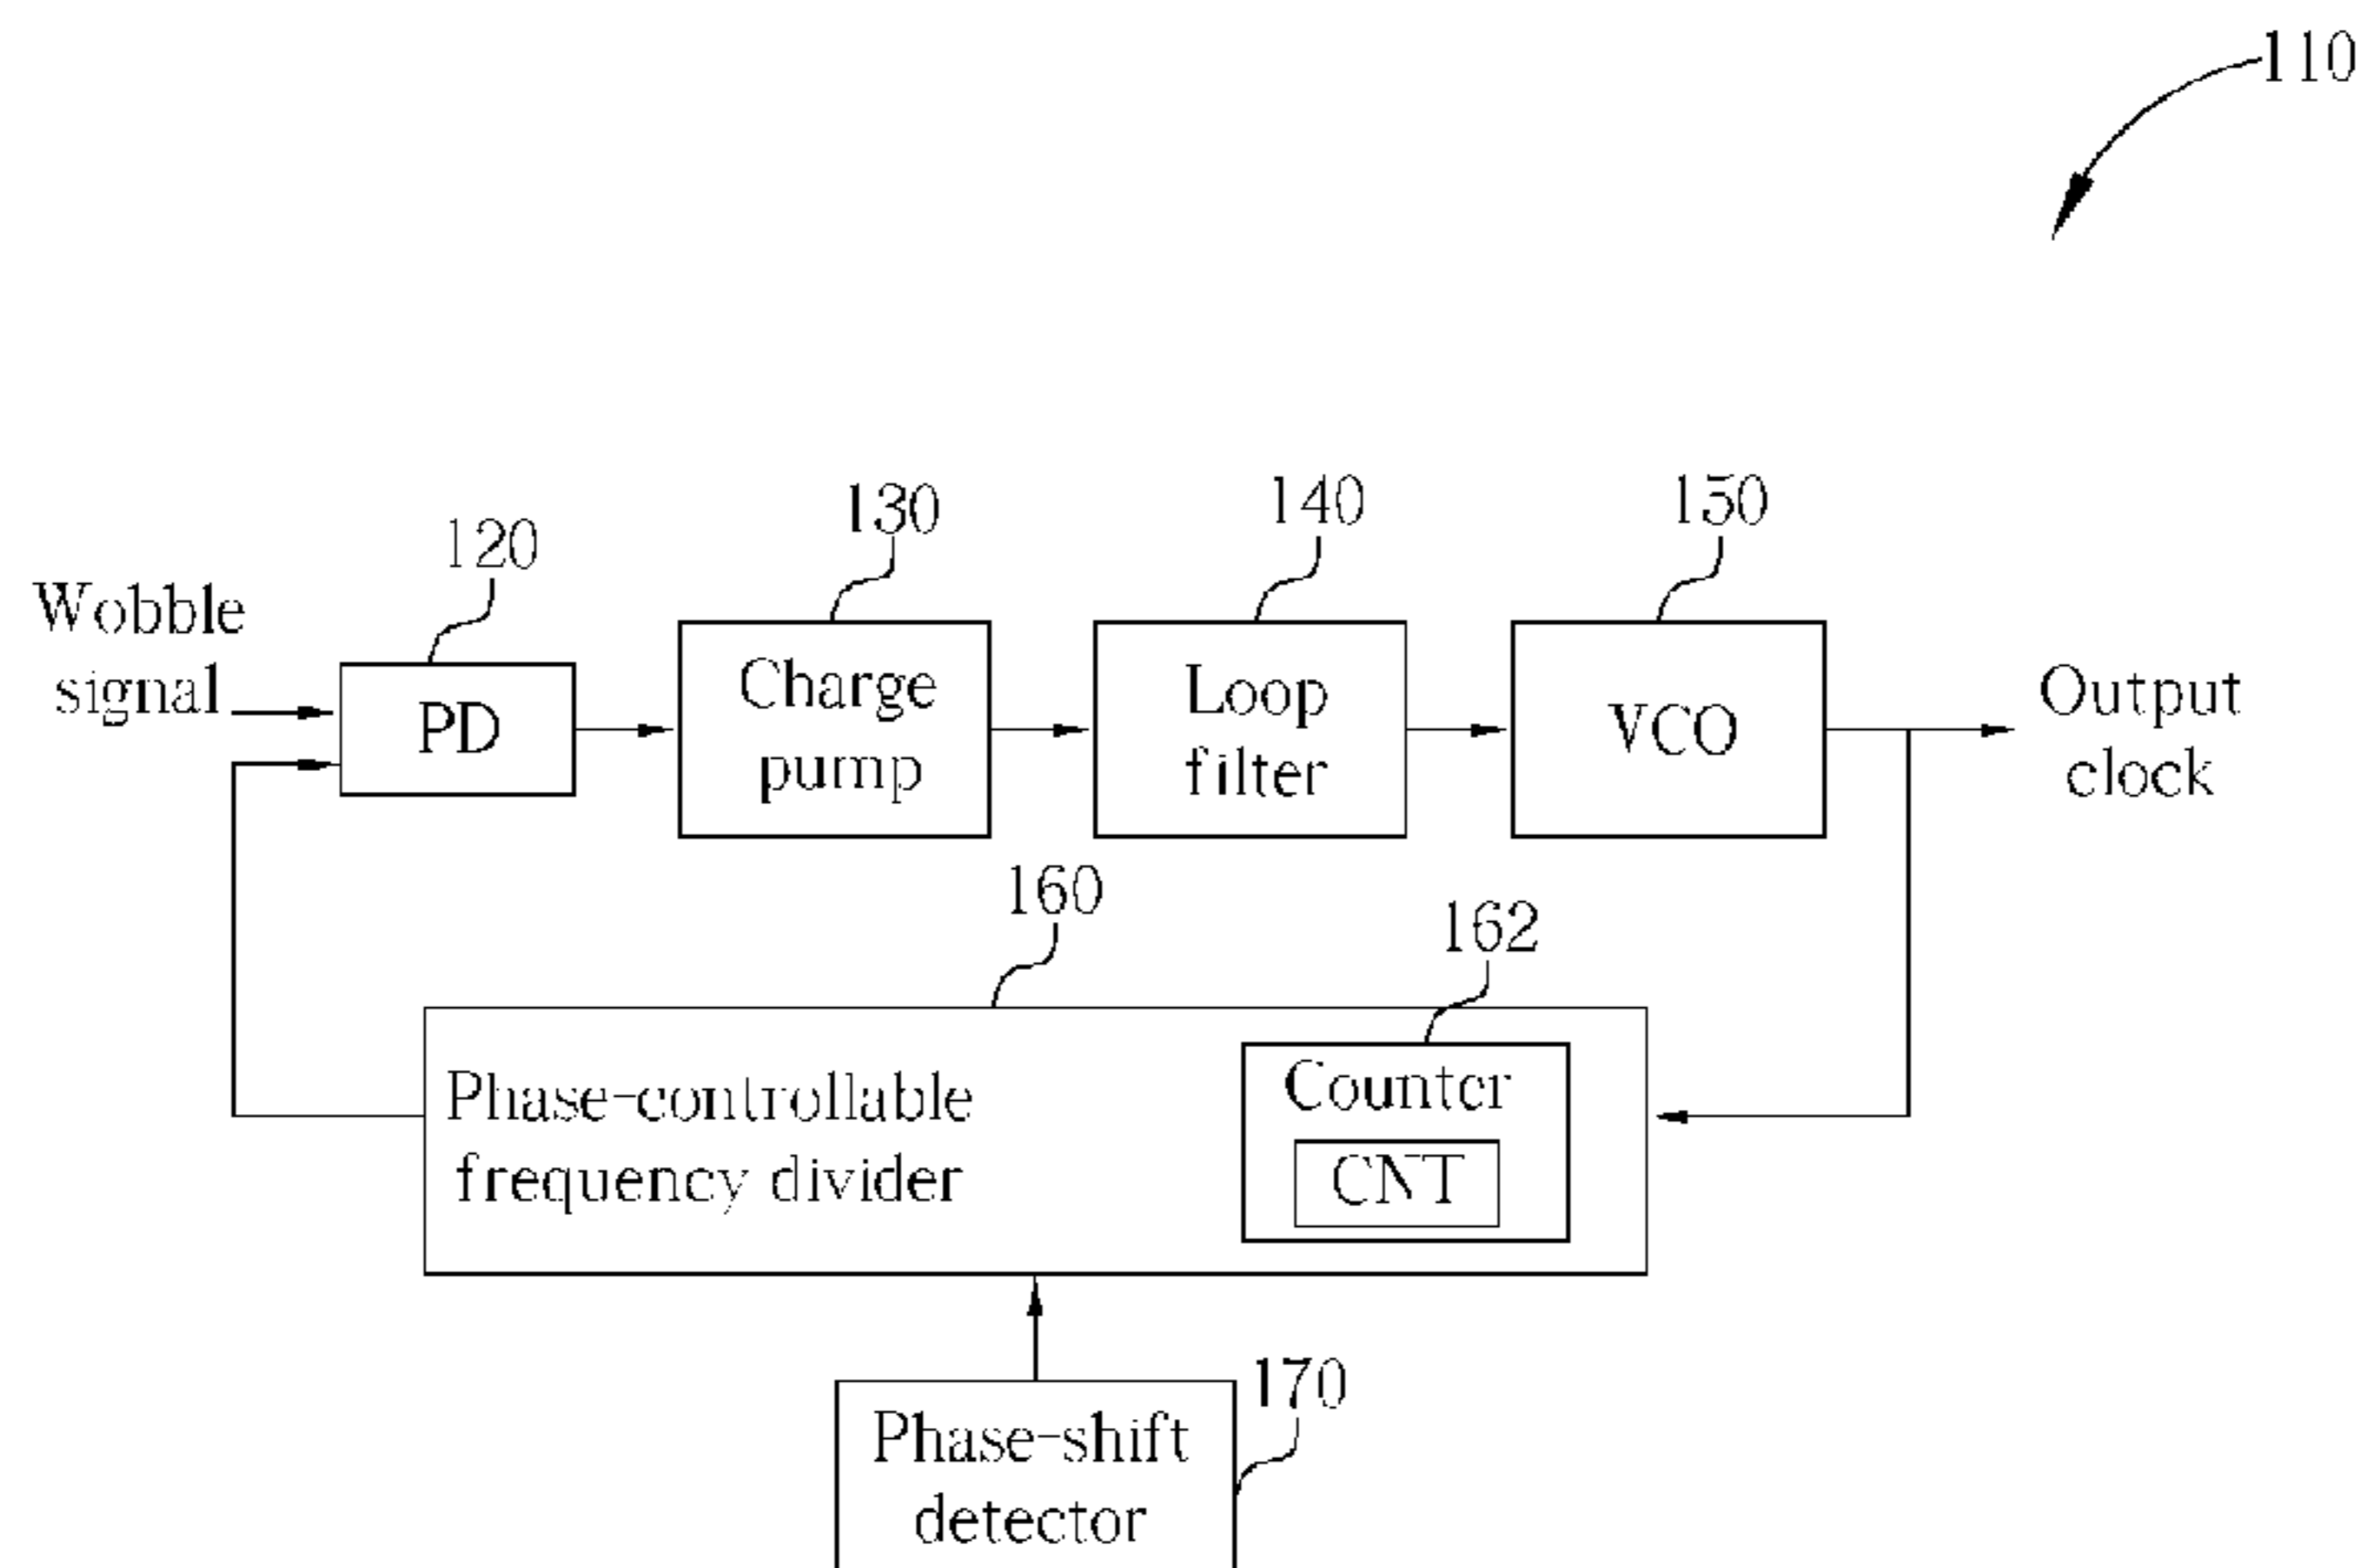 110
130
140
150
120
Wobble
signal
PD
Charge
pump
Loop
filter
VCO
Output
clock
160
162
Phase-controllable
frequency divider
Counter
CNT
170
Phase-shift
detector